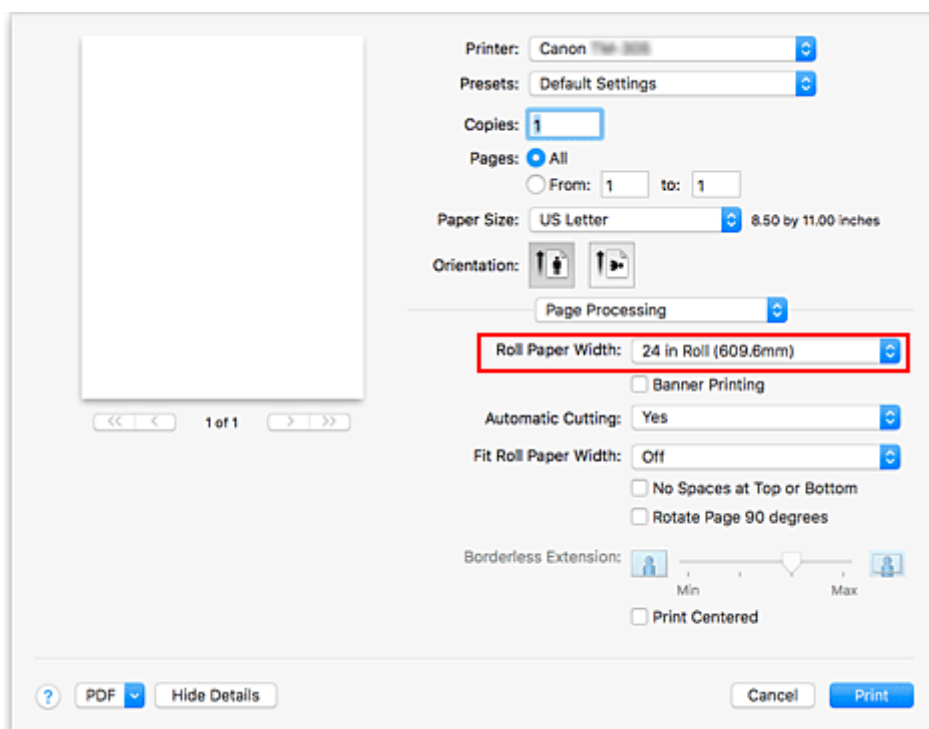 Printer: Canon
Presets: Default Settings
Copies: 1
Pages: All
From: 1 to: 1
Paper Size: US Letter 8.50 by 11.00 inches
Orientation:
Page Processing
Roll Paper Width: 24 in Roll (609.6mm)
Banner Printing
<< < 1 of 1 > >>
Automatic Cutting: Yes
Fit Roll Paper Width: Off
No Spaces at Top or Bottom
Rotate Page 90 degrees
Borderless Extension:
Min Max
Print Centered
? PDF Hide Details Cancel Print